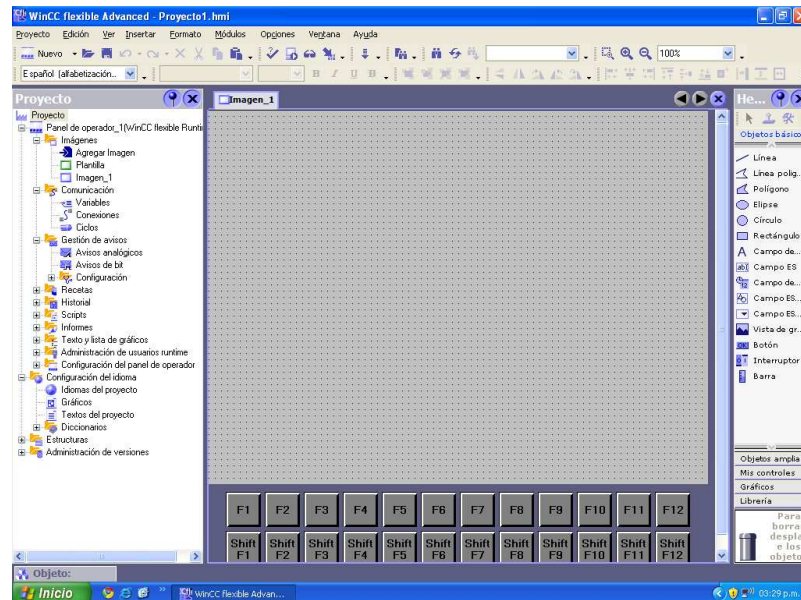 WinCC flexible Advanced - Proyecto1.hmi
Proyecto Edición Ver Insertar Formato Módulos Opciones Ventana Ayuda
Nuevo 100%
Español (alfabetización...
Proyecto
Imagen_1
He...
Proyecto
Panel de operador_1(WinCC flexible Runti
Imágenes
Agregar Imagen
Plantilla
Imagen_1
Comunicación
Variables
Conexiones
Ciclos
Gestión de avisos
Avisos analógicos
Avisos de bit
Configuración
Recetas
Historial
Scripts
Informes
Texto y lista de gráficos
Administración de usuarios runtime
Configuración del panel de operador
Configuración del idioma
Idiomas del proyecto
Gráficos
Textos del proyecto
Diccionarios
Estructuras
Administración de versiones
Objetos básico
Línea
Línea polig..
Polígono
Elipse
Círculo
Rectángulo
Campo de...
Campo ES
Campo de...
Campo ES...
Campo ES...
Vista de gr..
Botón
Interruptor
Barra
Objetos amplia
Mis controles
Gráficos
Librería
Para
borra
despla
e los
objeto
F1 F2 F3 F4 F5 F6 F7 F8 F9 F10 F11 F12
Shift Shift Shift Shift Shift Shift Shift Shift Shift Shift Shift Shift
F1 F2 F3 F4 F5 F6 F7 F8 F9 F10 F11 F12
Objeto:
Inicio
WinCC flexible Advan...
03:29 p.m.